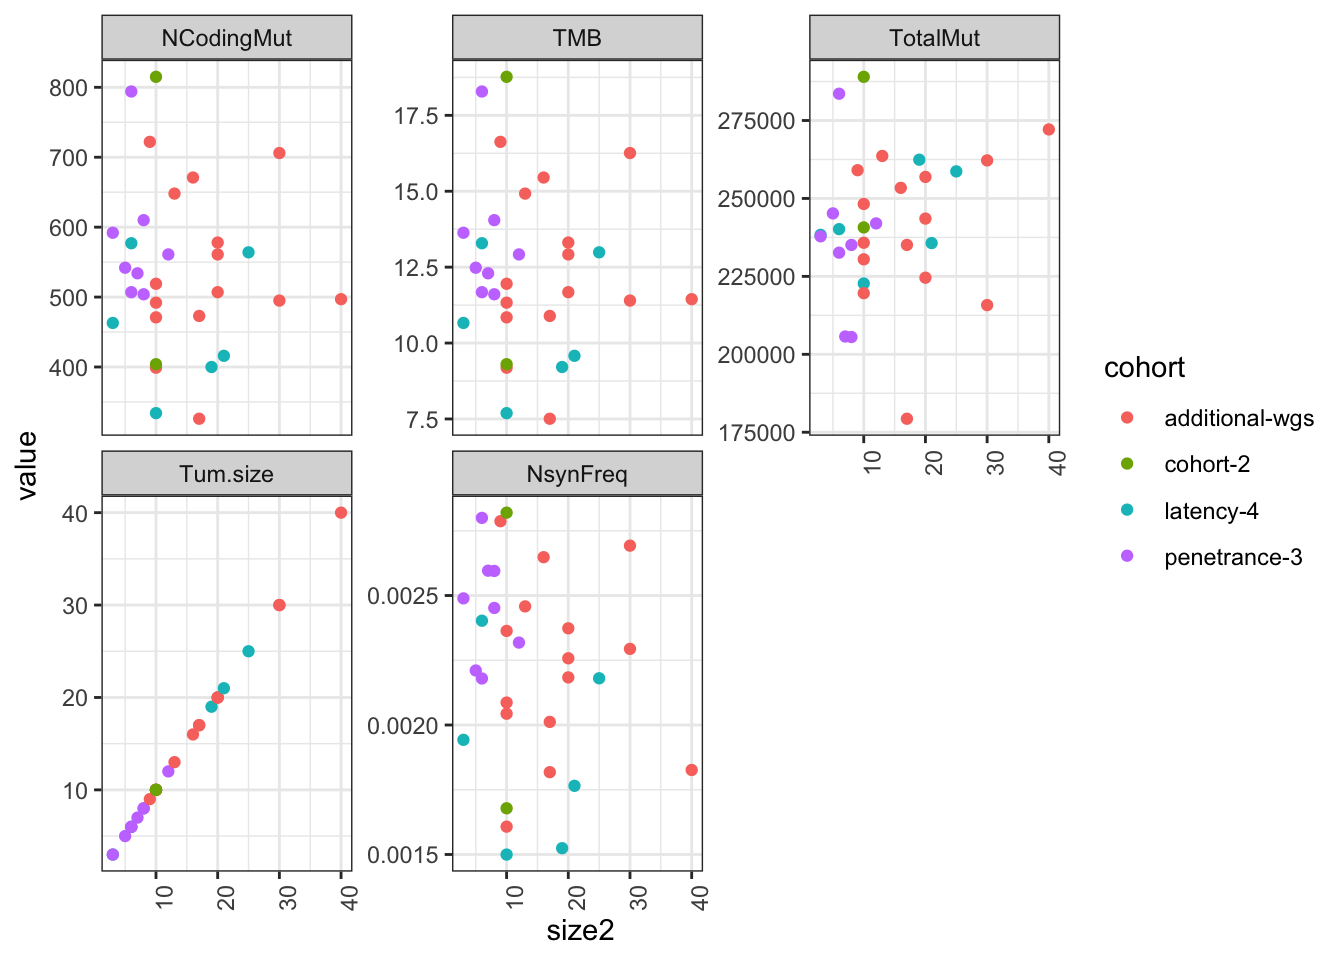 NCodingMut
TMB
TotalMut
800
700
600
500
400
17.5
15.0
12.5
10.0
7.5
275000
250000
225000
200000
175000
10
20
30
40
value
Tum.size
NsynFreq
40
30
20
10
0.0025
0.0020
0.0015
10
20
30
40
10
20
30
40
size2
cohort
additional-wgs
cohort-2
latency-4
penetrance-3